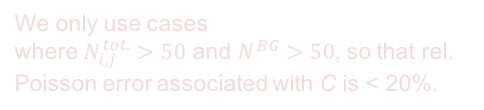 We only use cases
where $N_{i,j}^{tot.}$ > 50 and $N^{BG}$ > 50, so that rel.
Poisson error associated with C is < 20%.